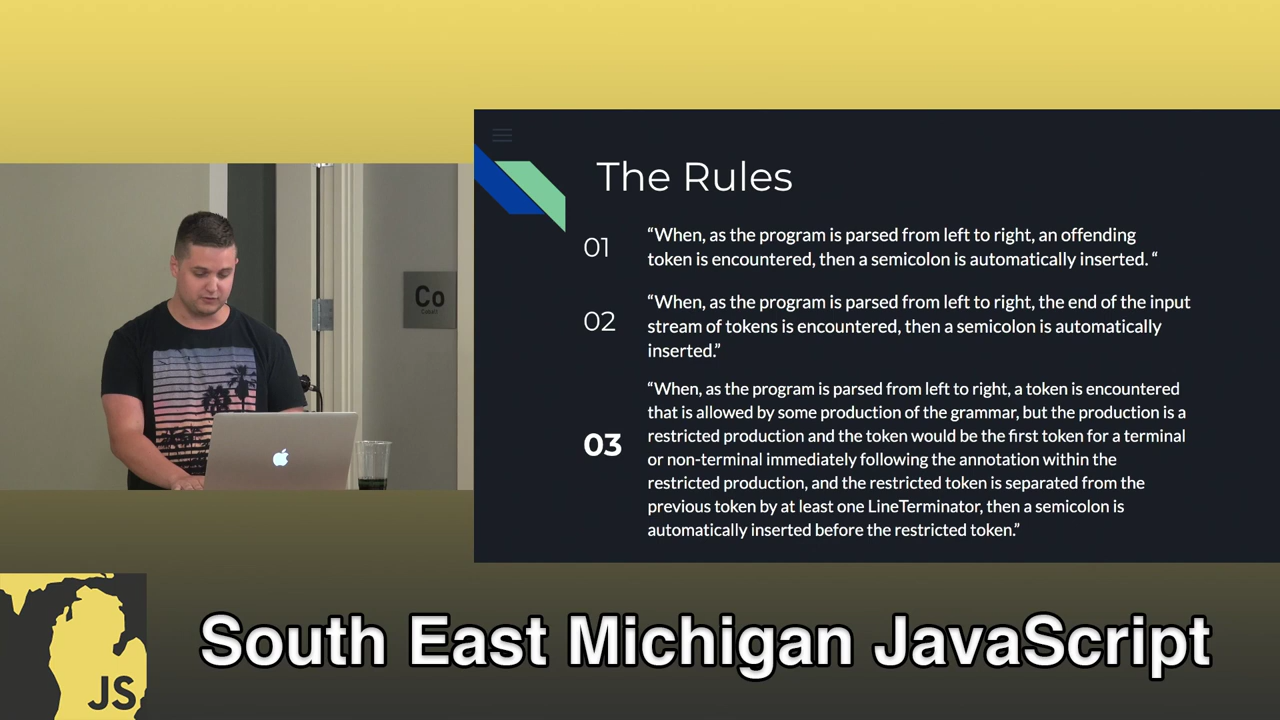 The Rules
01
“When, as the program is parsed from left to right, an offending
token is encountered, then a semicolon is automatically inserted. “
02
“When, as the program is parsed from left to right, the end of the input
stream of tokens is encountered, then a semicolon is automatically
inserted.”
03
“When, as the program is parsed from left to right, a token is encountered
that is allowed by some production of the grammar, but the production is a
restricted production and the token would be the first token for a terminal
or non-terminal immediately following the annotation within the
restricted production, and the restricted token is separated from the
previous token by at least one LineTerminator, then a semicolon is
automatically inserted before the restricted token.”
Co
JS
South East Michigan JavaScript